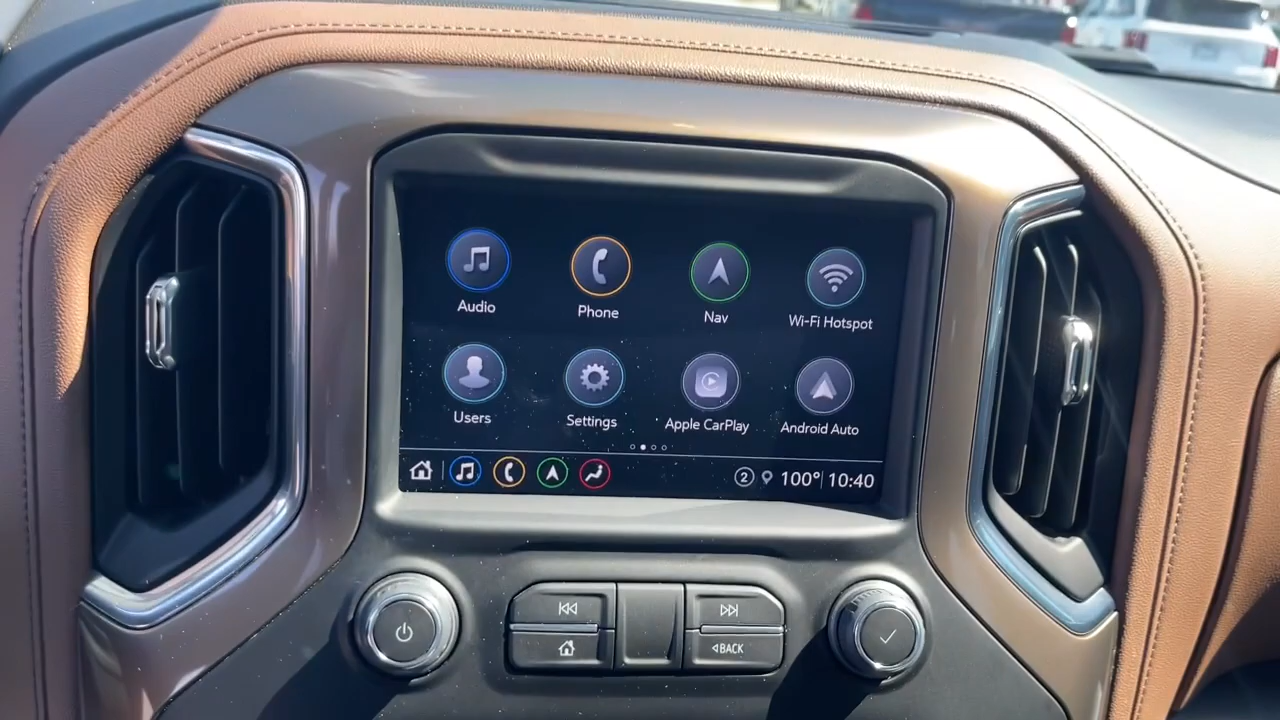 Audio
Phone
Nav
Wi-Fi Hotspot
Users
Settings
Apple CarPlay
Android Auto
2
100° 10:40
BACK